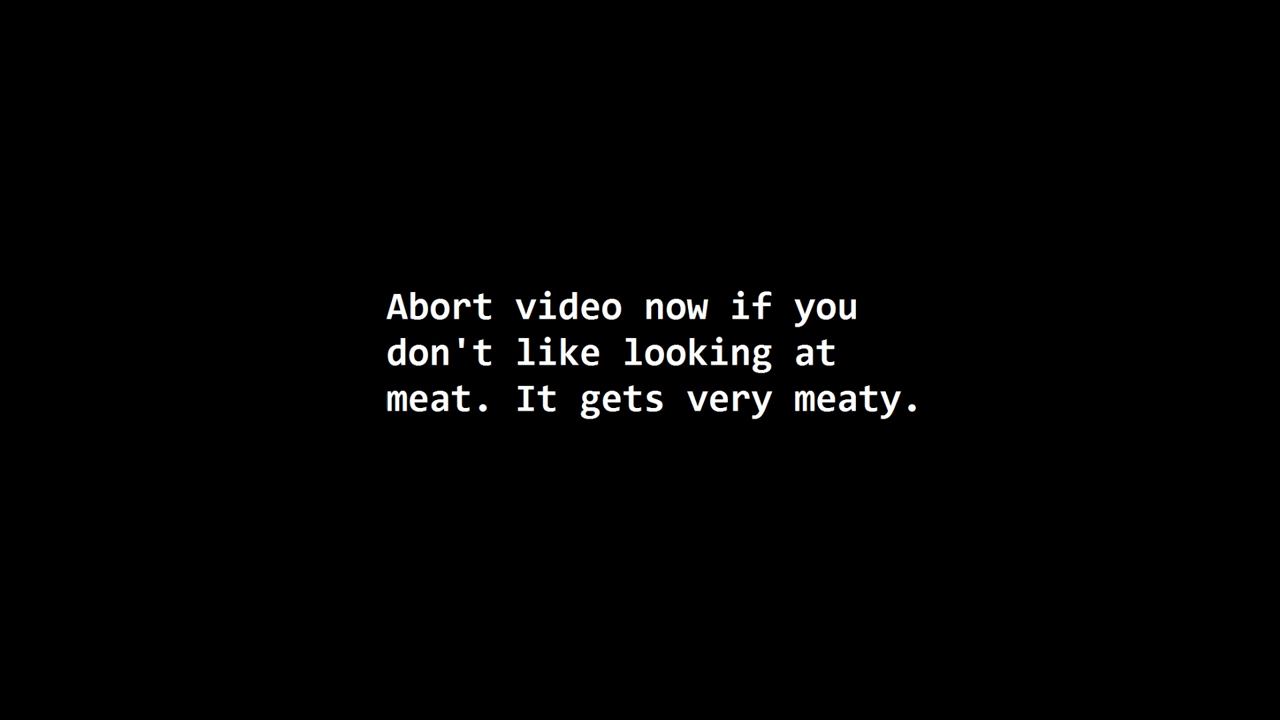 Abort video now if you
don't like looking at
meat. It gets very meaty.